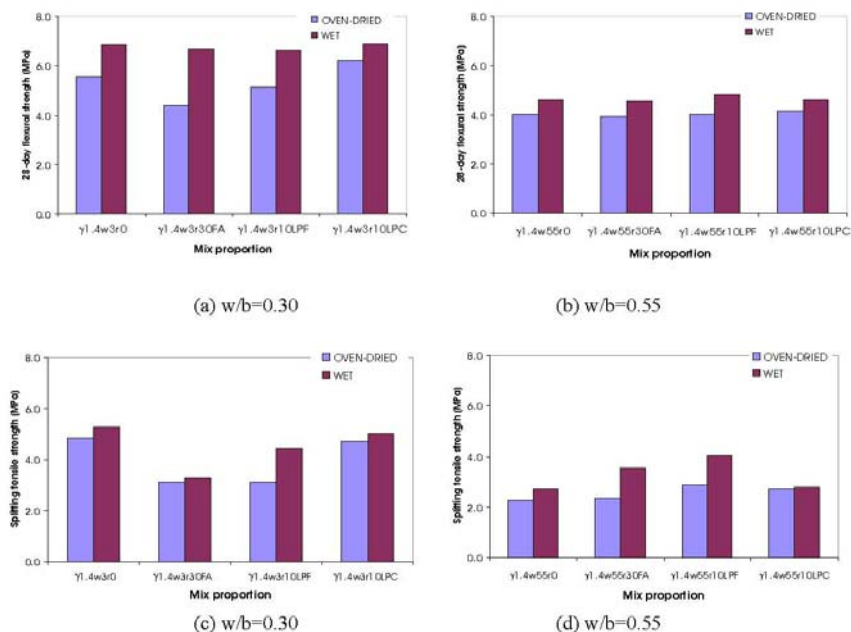 8.0
6.0
4.0
2.0
0.0
28-day flexural strength (MPa)
OVEN-DRIED
WET
γ1.4w3r0 γ1.4w3r30FA γ1.4w3r10LPF γ1.4w3r10LPC
Mix proportion
(a) w/b=0.30
8.0
6.0
4.0
2.0
0.0
28-day flexural strength (MPa)
OVEN-DRIED
WET
γ1.4w55r0 γ1.4w55r30FA γ1.4w55r10LPF γ1.4w55r10LPC
Mix proportion
(b) w/b=0.55
8.0
6.0
4.0
2.0
0.0
Splitting tensile strength (MPa)
OVEN-DRIED
WET
γ1.4w3r0 γ1.4w3r30FA γ1.4w3r10LPF γ1.4w3r10LPC
Mix proportion
(c) w/b=0.30
8.0
6.0
4.0
2.0
0.0
Splitting tensile strength (MPa)
OVEN-DRIED
WET
γ1.4w55r0 γ1.4w55r30FA γ1.4w55r10LPF γ1.4w55r10LPC
Mix proportion
(d) w/b=0.55